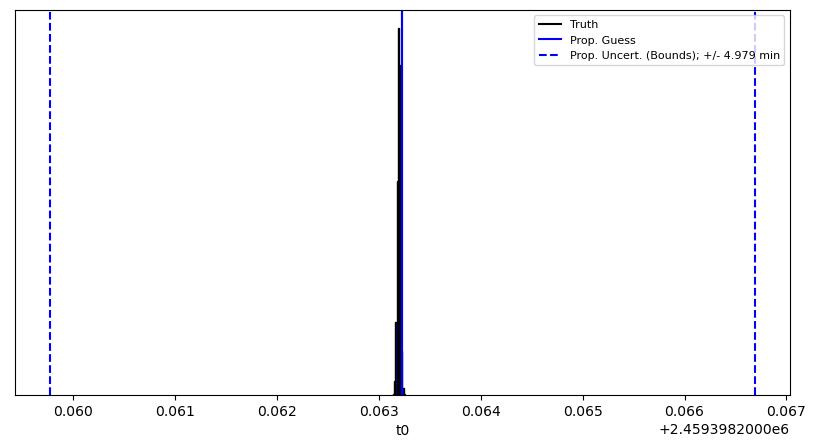 Truth
Prop. Guess
Prop. Uncert. (Bounds); +/- 4.979 min
0.060 0.061 0.062 0.063 0.064 0.065 0.066 0.067
t0
+2.4593982000e6